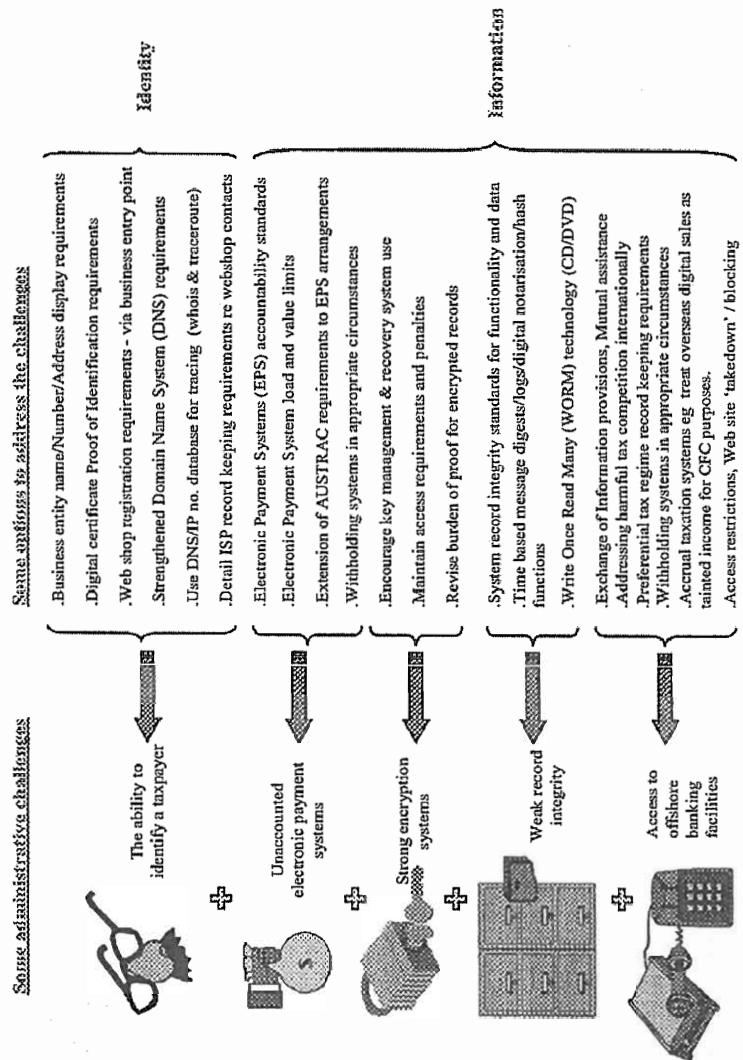 Some administrative challenges
Some options to address the challenges
The ability to
identify a taxpayer
.Business entity name/Number/Address display requirements
.Digital certificate Proof of Identification requirements
.Web shop registration requirements - via business entry point
.Strengthened Domain Name System (DNS) requirements
.Use DNS/IP no. database for tracing (whois & traceroute)
.Detail ISP record keeping requirements re webshop contacts
Identity
Unaccounted
electronic payment
systems
.Electronic Payment Systems (EPS) accountability standards
.Electronic Payment System load and value limits
.Extension of AUSTRAC requirements to EPS arrangements
.Withholding systems in appropriate circumstances
Strong encryption
systems
.Encourage key management & recovery system use
.Maintain access requirements and penalties
.Revise burden of proof for encrypted records
Weak record
integrity
.System record integrity standards for functionality and data
.Time based message digests/logs/digital notarisation/hash
functions
.Write Once Read Many (WORM) technology (CD/DVD)
Access to
offshore
banking
facilities
.Exchange of Information provisions, Mutual assistance
.Addressing harmful tax competition internationally
.Preferential tax regime record keeping requirements
.Withholding systems in appropriate circumstances
.Accrual taxation systems eg treat overseas digital sales as
tainted income for CFC purposes.
.Access restrictions, Web site 'takedown' / blocking
Information